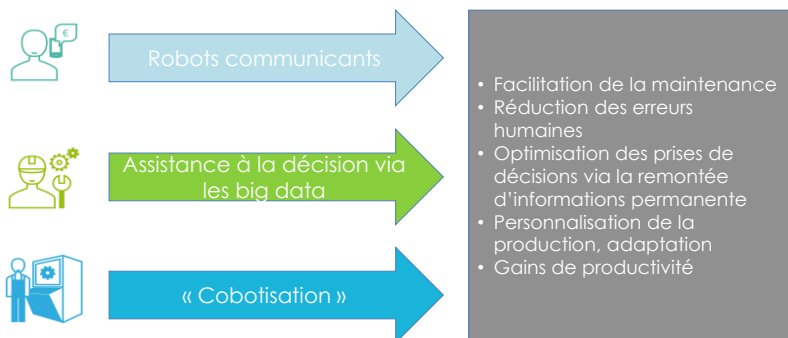 €
Robots communicants
Assistance à la décision via
les big data
« Cobotisation »
• Facilitation de la maintenance
• Réduction des erreurs
humaines
• Optimisation des prises de
décisions via la remontée
d’informations permanente
• Personnalisation de la
production, adaptation
• Gains de productivité